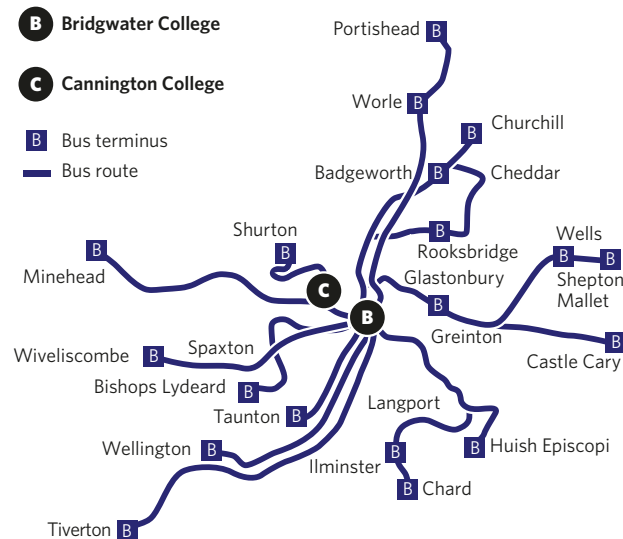 B Bridgwater College
C Cannington College
B Bus terminus
Bus route
Portishead
B
Worle B
Churchill
B
Badgeworth B
Cheddar
Shurton
B
B
Rooksbridge
Wells
B
B
Shepton
Mallet
B
Minehead
C
Glastonbury
B
Greinton
B
Castle Cary
B
Spaxton
Wiveliscombe B
Bishops Lydeard B
Taunton B
Langport
Wellington B
Ilminster B
B Huish Episcopi
B Chard
Tiverton B